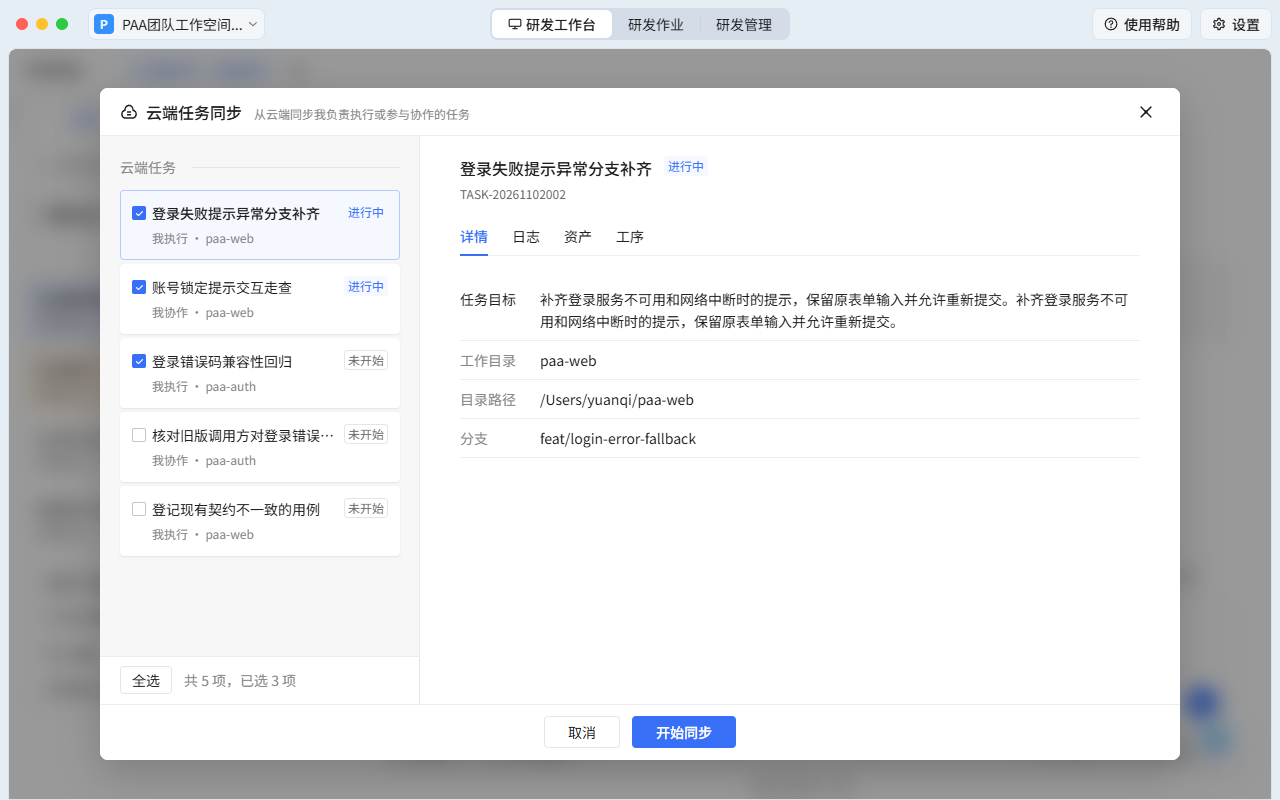 P PAA团队工作空间...
研发工作台
研发作业
研发管理
使用帮助
设置
云端任务同步 从云端同步我负责执行或参与协作的任务
云端任务
登录失败提示异常分支补齐 进行中
我执行 • paa-web
账号锁定提示交互走查 进行中
我协作 • paa-web
登录错误码兼容性回归 未开始
我执行 • paa-auth
核对旧版调用方对登录错误… 未开始
我协作 • paa-auth
登记现有契约不一致的用例 未开始
我执行 • paa-web
全选 共 5 项，已选 3 项
登录失败提示异常分支补齐 进行中
TASK-20261102002
详情 日志 资产 工序
任务目标 补齐登录服务不可用和网络中断时的提示，保留原表单输入并允许重新提交。补齐登录服务不可
用和网络中断时的提示，保留原表单输入并允许重新提交。
工作目录 paa-web
目录路径 /Users/yuanqi/paa-web
分支 feat/login-error-fallback
取消 开始同步